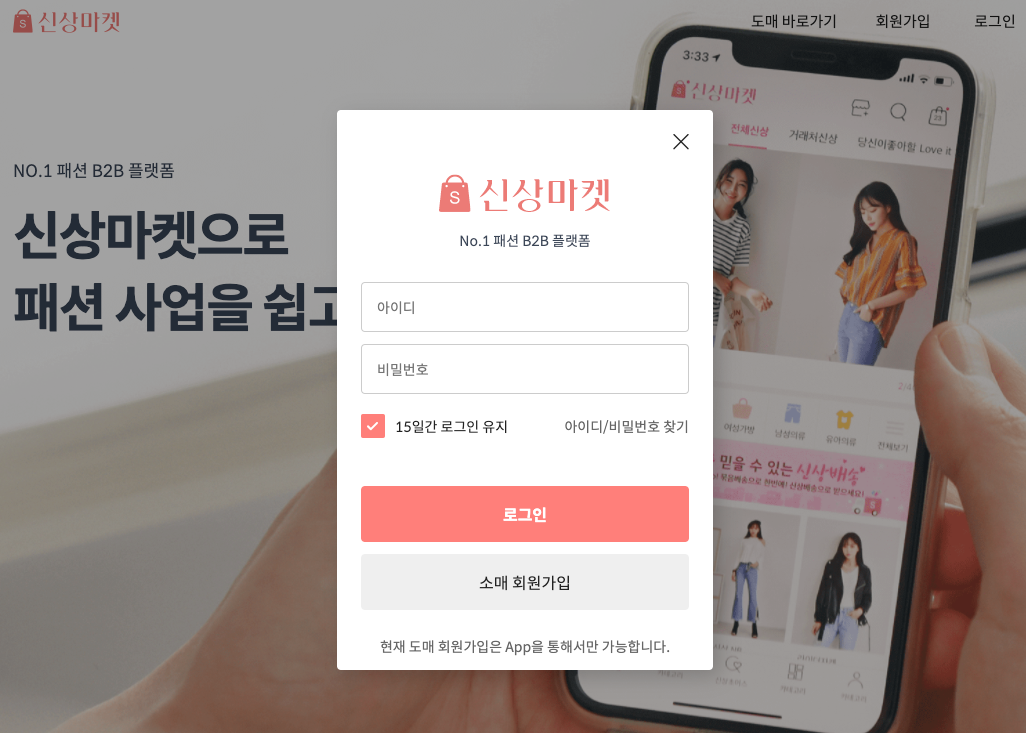 S 신상마켓
도매 바로가기 회원가입 로그인
NO.1 패션 B2B 플랫폼
신상마켓으로
패션 사업을 쉽고
S 신상마켓
No.1 패션 B2B 플랫폼
아이디
비밀번호
15일간 로그인 유지 아이디/비밀번호 찾기
로그인
소매 회원가입
현재 도매 회원가입은 App을 통해서만 가능합니다.
3:33
S 신상마켓
23
전체신상 거래처신상 당신이좋아할 Love it
2/4
여성가방 남성의류 유아의류 전체보기
믿을 수 있는 신상배송
카테고리